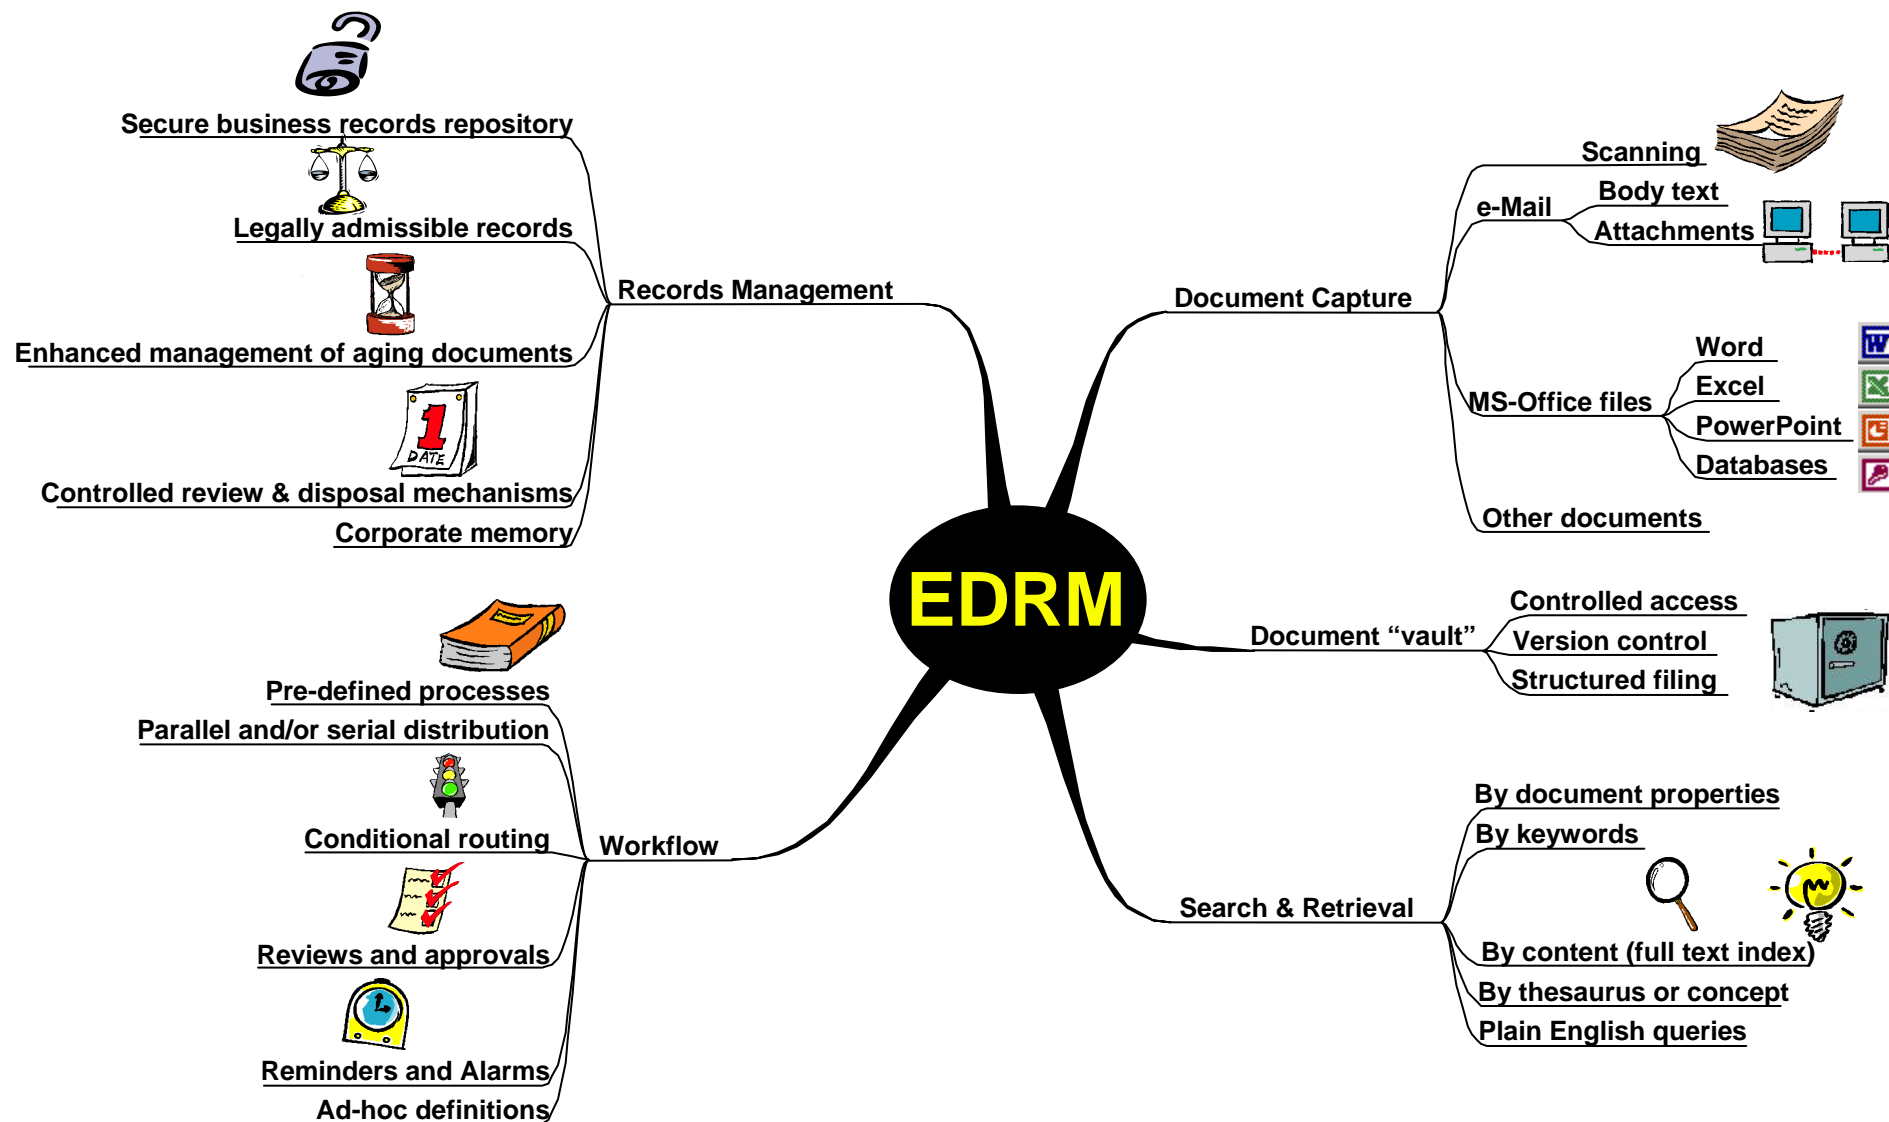 Secure business records repository
Legally admissible records
Enhanced management of aging documents
1
DATE
Controlled review & disposal mechanisms
Corporate memory
Records Management
Pre-defined processes
Parallel and/or serial distribution
Conditional routing
Reviews and approvals
Reminders and Alarms
Ad-hoc definitions
Workflow
EDRM
Document Capture
Scanning
e-Mail
Body text
Attachments
MS-Office files
Word
W
Excel
X
PowerPoint
Databases
Other documents
Document “vault”
Controlled access
Version control
Structured filing
Search & Retrieval
By document properties
By keywords
By content (full text index)
By thesaurus or concept
Plain English queries